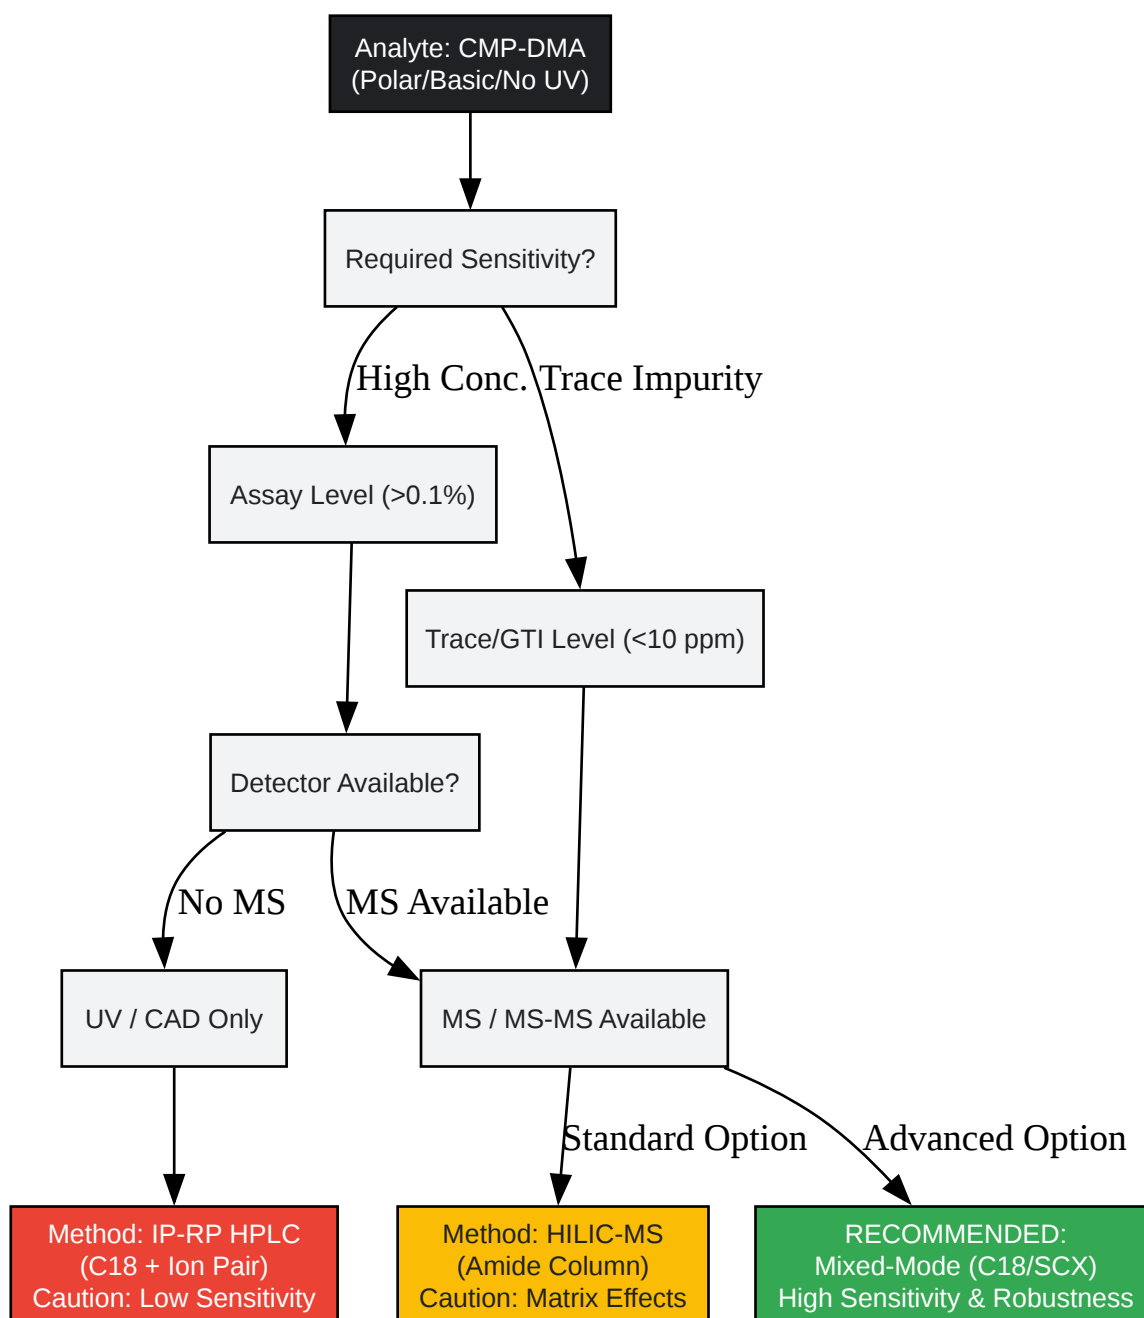 Analyte: CMP-DMA
(Polar/Basic/No UV)
Required Sensitivity?
High Conc.
Trace Impurity
Assay Level (>0.1%)
Trace/GTI Level (<10 ppm)
Detector Available?
No MS
MS Available
UV / CAD Only
MS / MS-MS Available
Standard Option
Advanced Option
Method: IP-RP HPLC
(C18 + Ion Pair)
Caution: Low Sensitivity
Method: HILIC-MS
(Amide Column)
Caution: Matrix Effects
RECOMMENDED:
Mixed-Mode (C18/SCX)
High Sensitivity & Robustness